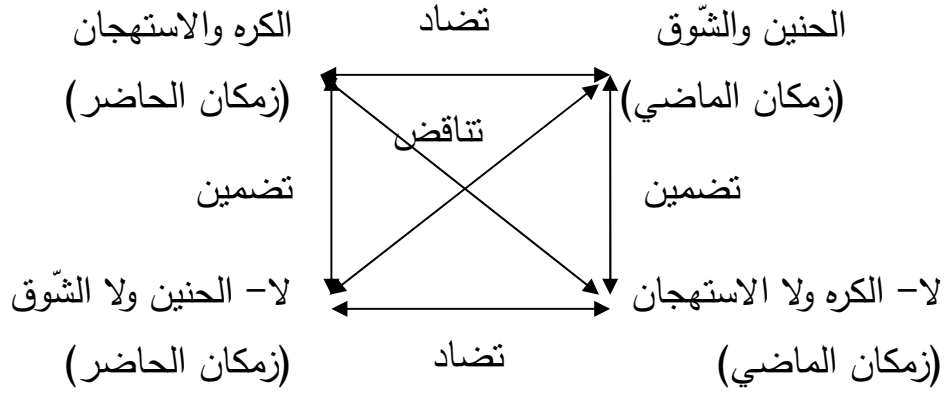 الحنين والشّوق
تضاد
الكره والاستهجان
(زمكان الماضي)
(زمكان الحاضر)
تناقض
تضمين
تضمين
لا- الكره ولا الاستهجان
لا- الحنين ولا الشّوق
(زمكان الماضي)
تضاد
(زمكان الحاضر)